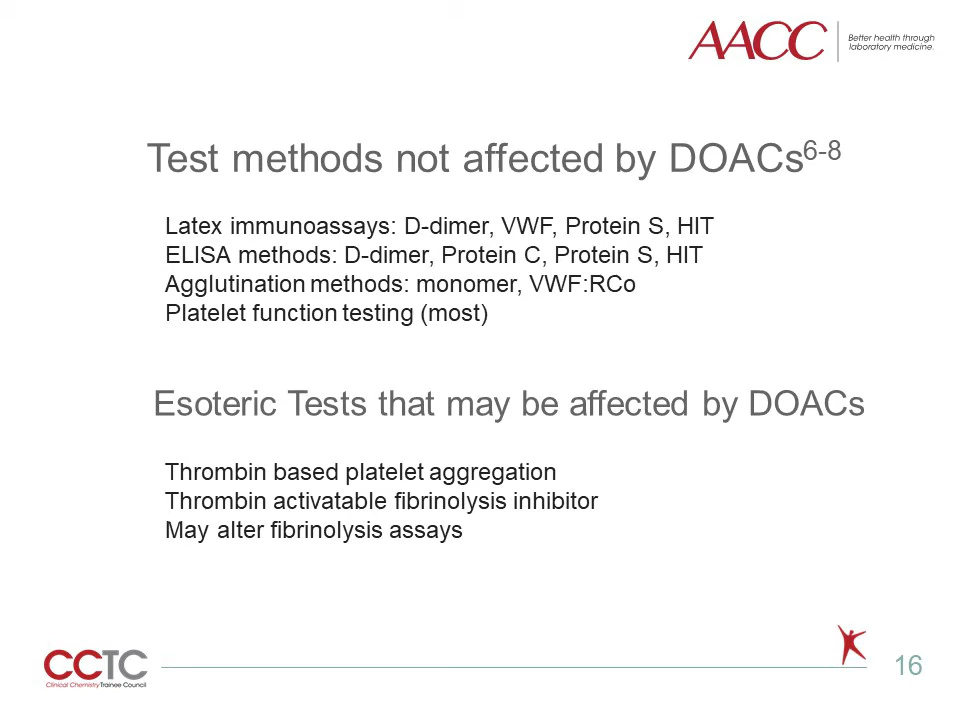 AACC
Better health through
laboratory medicine.
Test methods not affected by DOACs6-8
Latex immunoassays: D-dimer, VWF, Protein S, HIT
ELISA methods: D-dimer, Protein C, Protein S, HIT
Agglutination methods: monomer, VWF:RCo
Platelet function testing (most)
Esoteric Tests that may be affected by DOACs
Thrombin based platelet aggregation
Thrombin activatable fibrinolysis inhibitor
May alter fibrinolysis assays
CCTC
Clinical Chemistry Trainee Council
16